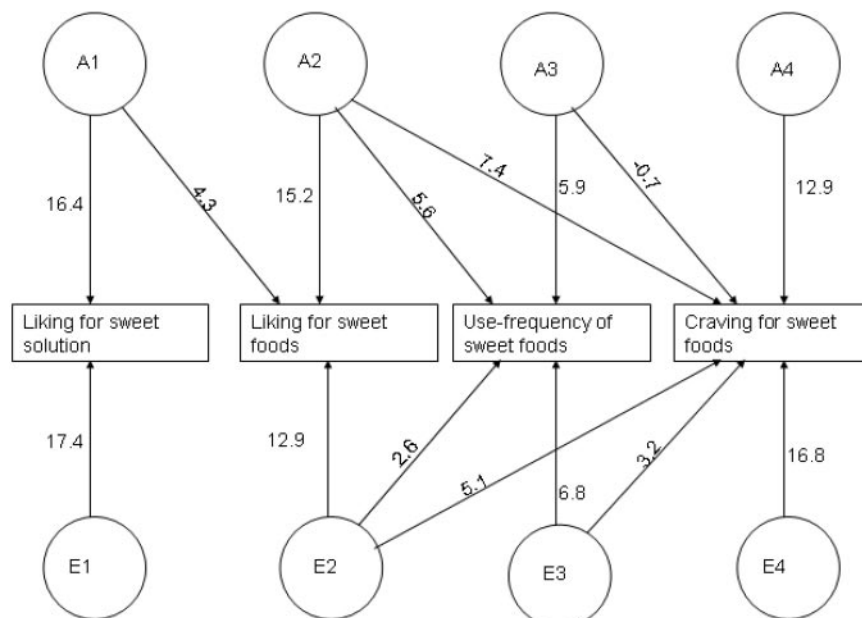 A1
A2
A3
A4
16.4
4.3
15.2
5.6
7.4
5.9
-0.7
12.9
Liking for sweet
solution
Liking for sweet
foods
Use-frequency of
sweet foods
Craving for sweet
foods
17.4
12.9
2.6
5.1
6.8
3.2
16.8
E1
E2
E3
E4